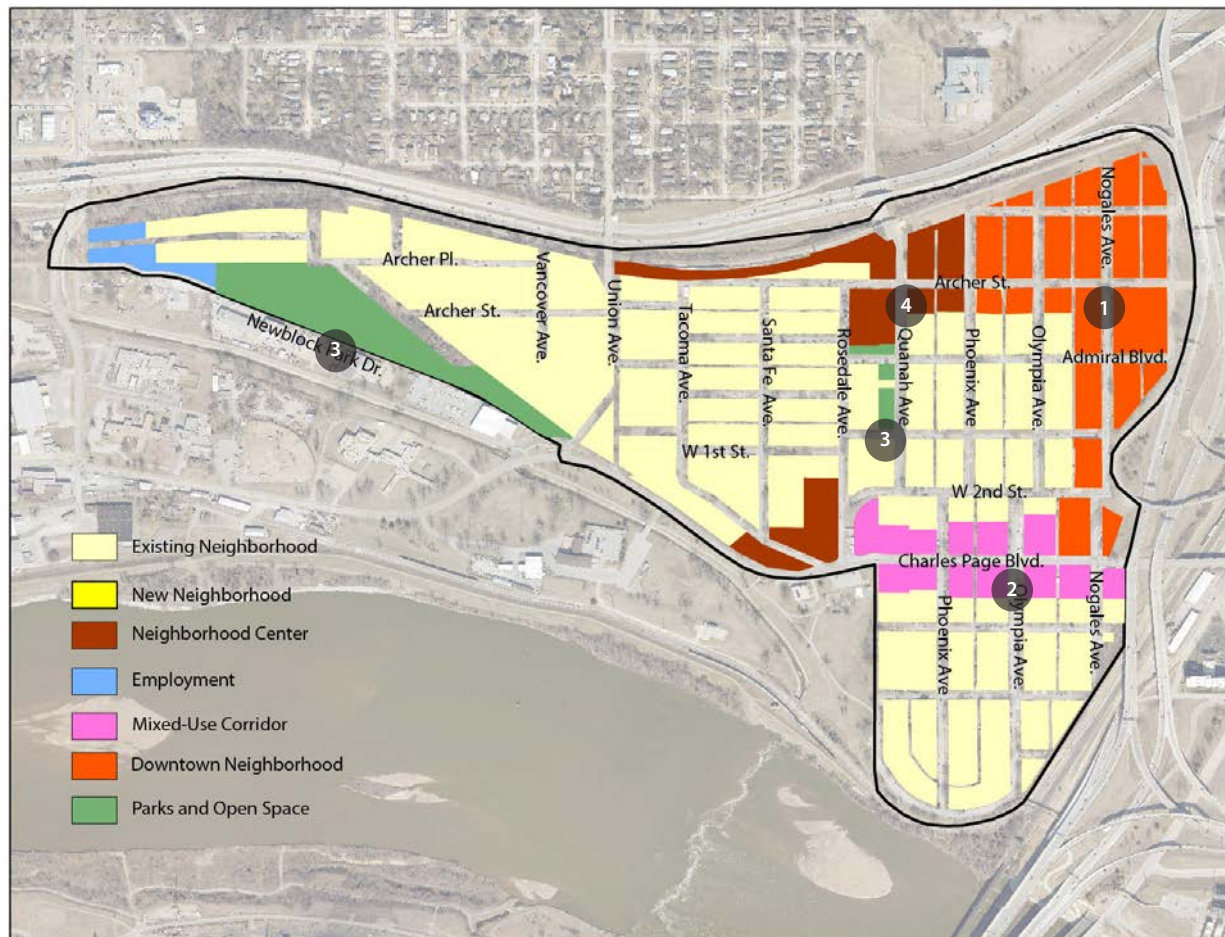 Nogales Ave.
Archer Pl.
Vancover Ave.
Union Ave.
Archer St.
Archer St.
4
1
Newblock Park Dr.
3
Tacoma Ave.
Santa Fe Ave.
Rosedale Ave.
Quanah Ave.
Phoenix Ave.
Olympia Ave.
Admiral Blvd.
3
W 1st St.
W 2nd St.
Charles Page Blvd.
2
Phoenix Ave
Olympia Ave.
Nogales Ave.
Existing Neighborhood
New Neighborhood
Neighborhood Center
Employment
Mixed-Use Corridor
Downtown Neighborhood
Parks and Open Space